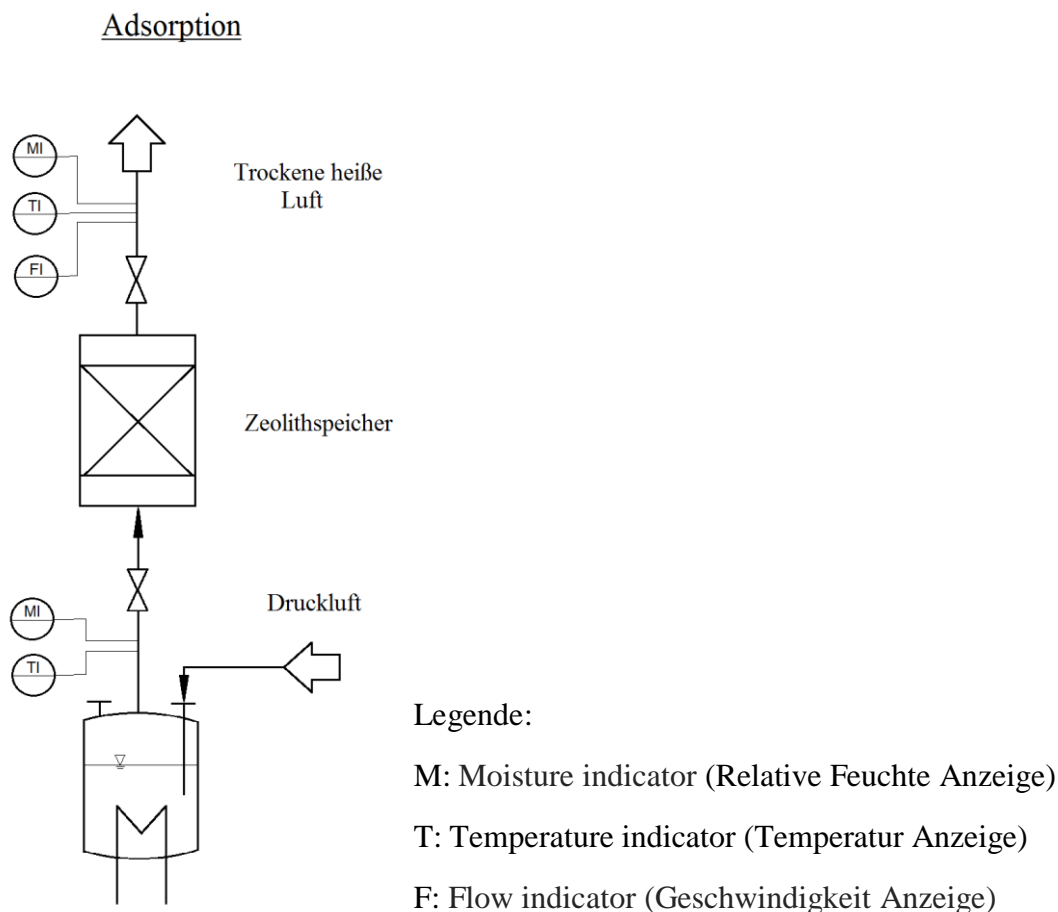 Adsorption
MI
TI
FI
Trockene heiße
Luft
Zeolithspeicher
MI
TI
Druckluft
Legende:
M: Moisture indicator (Relative Feuchte Anzeige)
T: Temperature indicator (Temperatur Anzeige)
F: Flow indicator (Geschwindigkeit Anzeige)